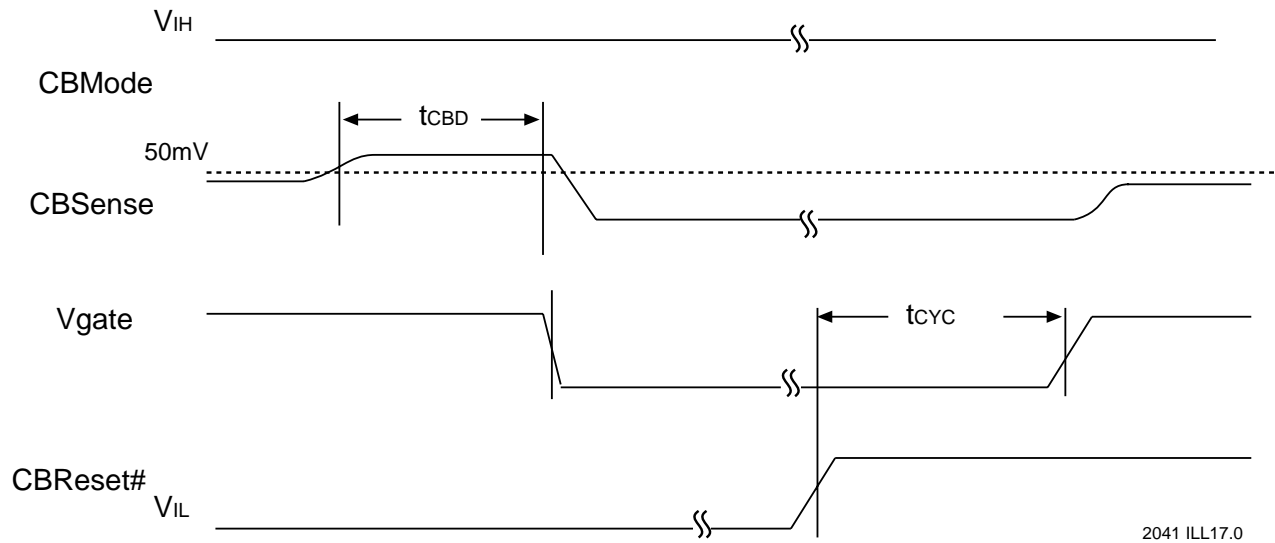 VIH
CBMode
tCBD
50mV
CBSense
Vgate
tCYC
CBReset#
VIL
2041 ILL17.0